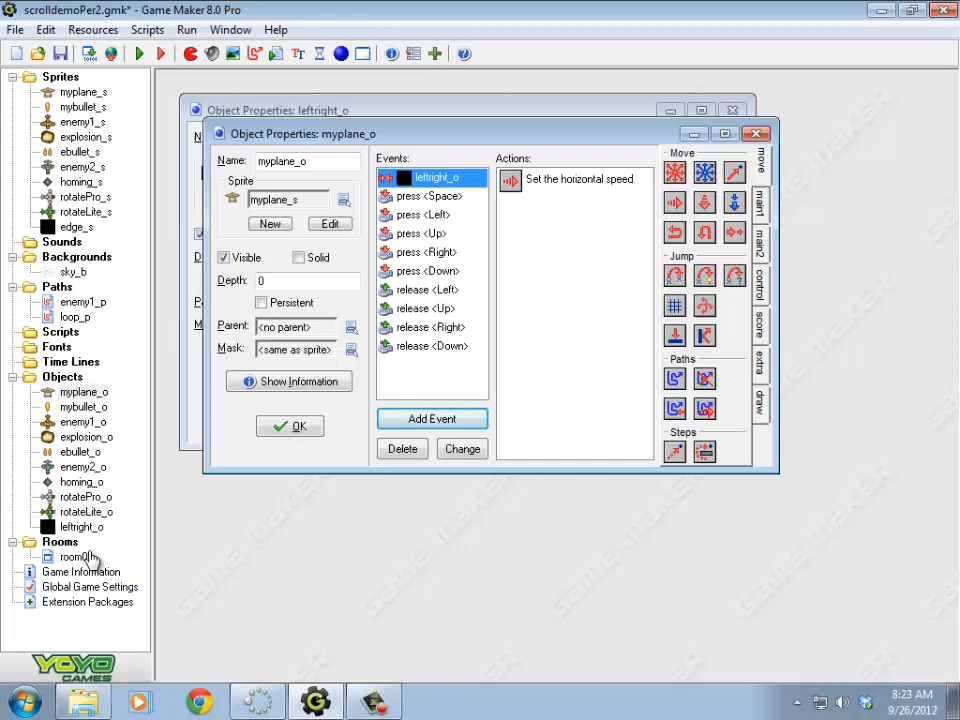 scrolldemoPer2.gmk* - Game Maker 8.0 Pro
File Edit Resources Scripts Run Window Help
Sprites
myplane_s
mybullet_s
enemy1_s
explosion_s
ebullet_s
enemy2_s
homing_s
rotatePro_s
rotateLite_s
edge_s
Sounds
Backgrounds
sky_b
Paths
enemy1_p
loop_p
Scripts
Fonts
Time Lines
Objects
myplane_o
mybullet_o
enemy1_o
explosion_o
ebullet_o
enemy2_o
homing_o
rotatePro_o
rotateLite_o
leftright_o
Rooms
Game Information
Global Game Settings
Extension Packages
YOYO
GAMES
Object Properties: leftright_o
Object Properties: myplane_o
Name: myplane_o
Sprite
myplane_s
New Edit
Visible Solid
Depth: 0
Persistent
Parent: <no parent>
Mask: <same as sprite>
Show Information
OK
Events:
leftright_o
press <Space>
press <Left>
press <Up>
press <Right>
press <Down>
release <Left>
release <Up>
release <Right>
release <Down>
Add Event
Delete Change
Actions:
Set the horizontal speed
Move
Jump
Paths
Steps
move
main1
main2
control
score
extra
draw
8:23 AM
9/26/2012